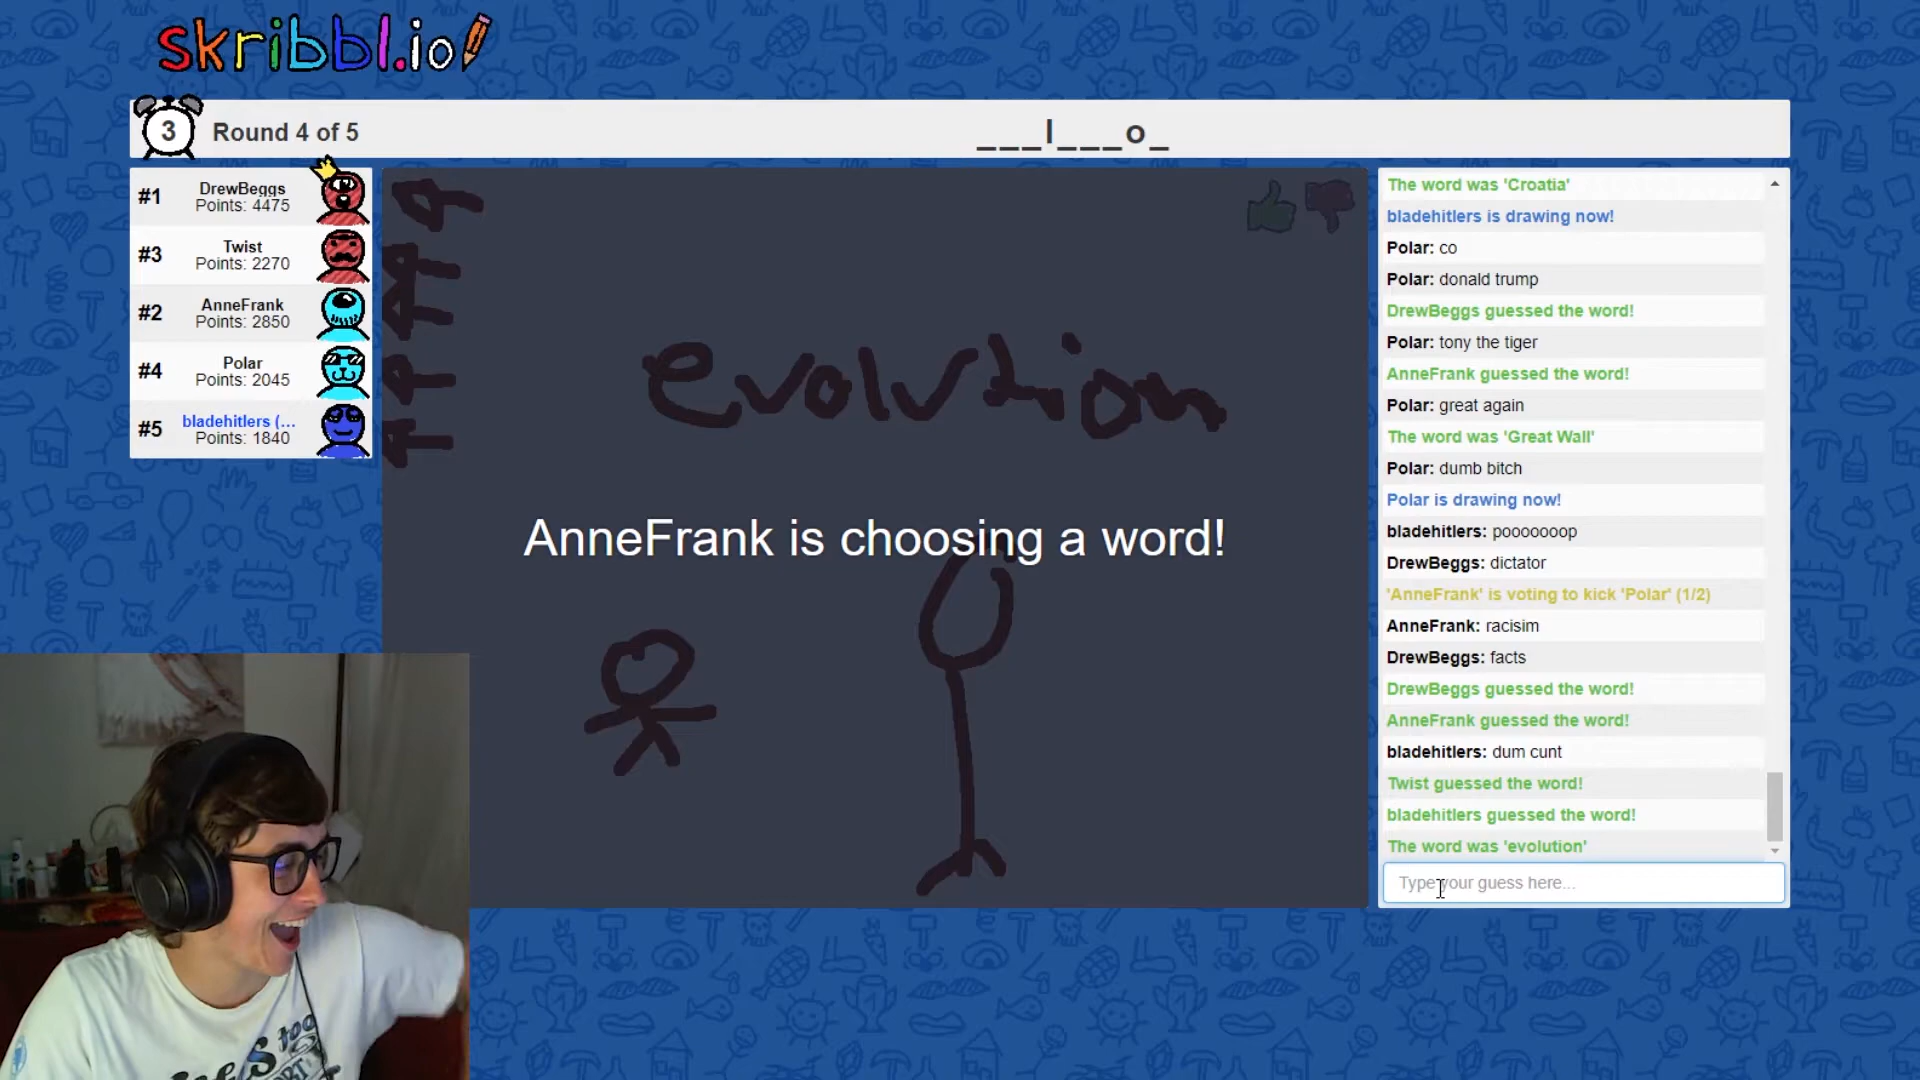 skribbl.io
3
Round 4 of 5
___l___o_
#1
DrewBeggs
Points: 4475
#3
Twist
Points: 2270
#2
AnneFrank
Points: 2850
#4
Polar
Points: 2045
#5
bladehitlers (...
Points: 1840
evolution
AnneFrank is choosing a word!
The word was 'Croatia'
bladehitlers is drawing now!
Polar: co
Polar: donald trump
DrewBeggs guessed the word!
Polar: tony the tiger
AnneFrank guessed the word!
Polar: great again
The word was 'Great Wall'
Polar: dumb bitch
Polar is drawing now!
bladehitlers: pooooooop
DrewBeggs: dictator
'AnneFrank' is voting to kick 'Polar' (1/2)
AnneFrank: racisim
DrewBeggs: facts
DrewBeggs guessed the word!
AnneFrank guessed the word!
bladehitlers: dum cunt
Twist guessed the word!
bladehitlers guessed the word!
The word was 'evolution'
Type your guess here...